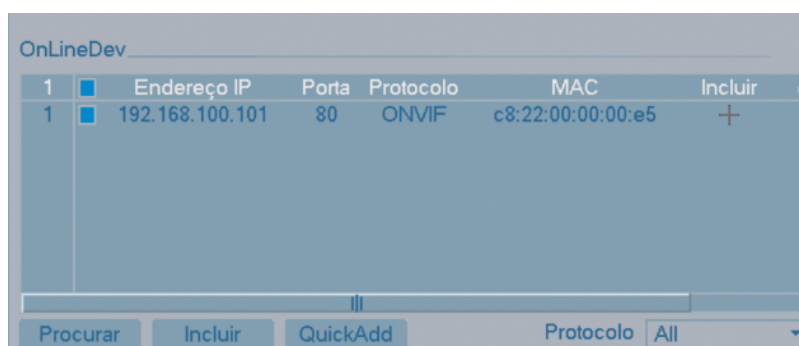 OnLineDev
1 Endereço IP Porta Protocolo MAC Incluir
1 192.168.100.101 80 ONVIF c8:22:00:00:00:e5
Procurar Incluir QuickAdd Protocolo All